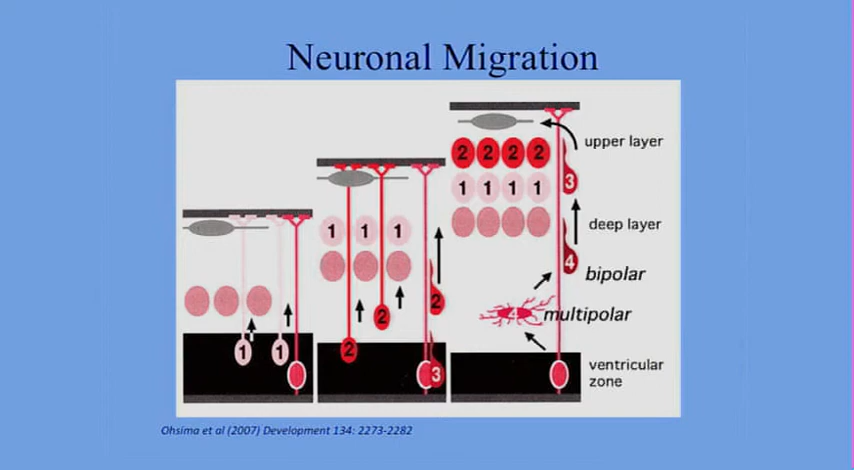 Neuronal Migration
upper layer
2 2 2 2
3
1 1 1 1
deep layer
1 1 1
4
bipolar
2
2
4 multipolar
1 1
2
3
ventricular
zone
Ohsima et al (2007) Development 134: 2273-2282